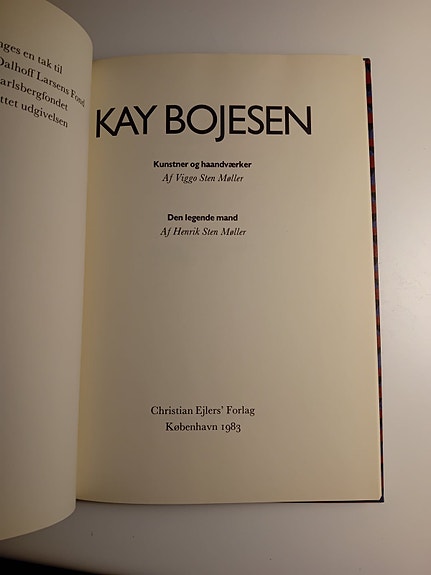 ges en tak til
Dalhoff Larsens Fond
arlsbergfondet
ttet udgivelsen
KAY BOJESEN
Kunstner og haandværker
Af Viggo Sten Møller
Den legende mand
Af Henrik Sten Møller
Christian Ejlers' Forlag
København 1983